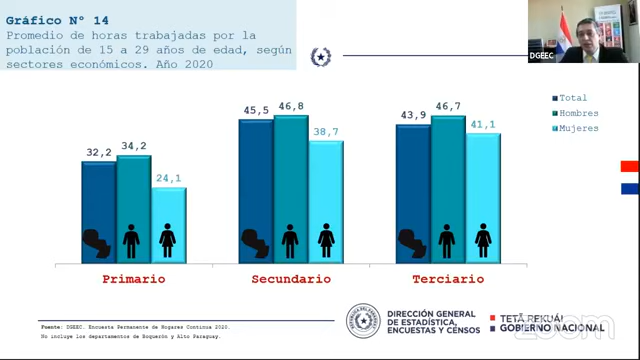 Gráfico Nº 14
Promedio de horas trabajadas por la
población de 15 a 29 años de edad, según
sectores económicos. Año 2020
DGEEC
Total
Hombres
Mujeres
32,2
34,2
24,1
45,5
46,8
38,7
43,9
46,7
41,1
Primario
Secundario
Terciario
Fuente: DGEEC. Encuesta Permanente de Hogares Continua 2020.
No incluye los departamentos de Boquerón y Alto Paraguay.
DIRECCIÓN GENERAL
DE ESTADÍSTICA,
ENCUESTAS Y CENSOS
TETÃ REKUÁI
GOBIERNO NACIONAL
zoom